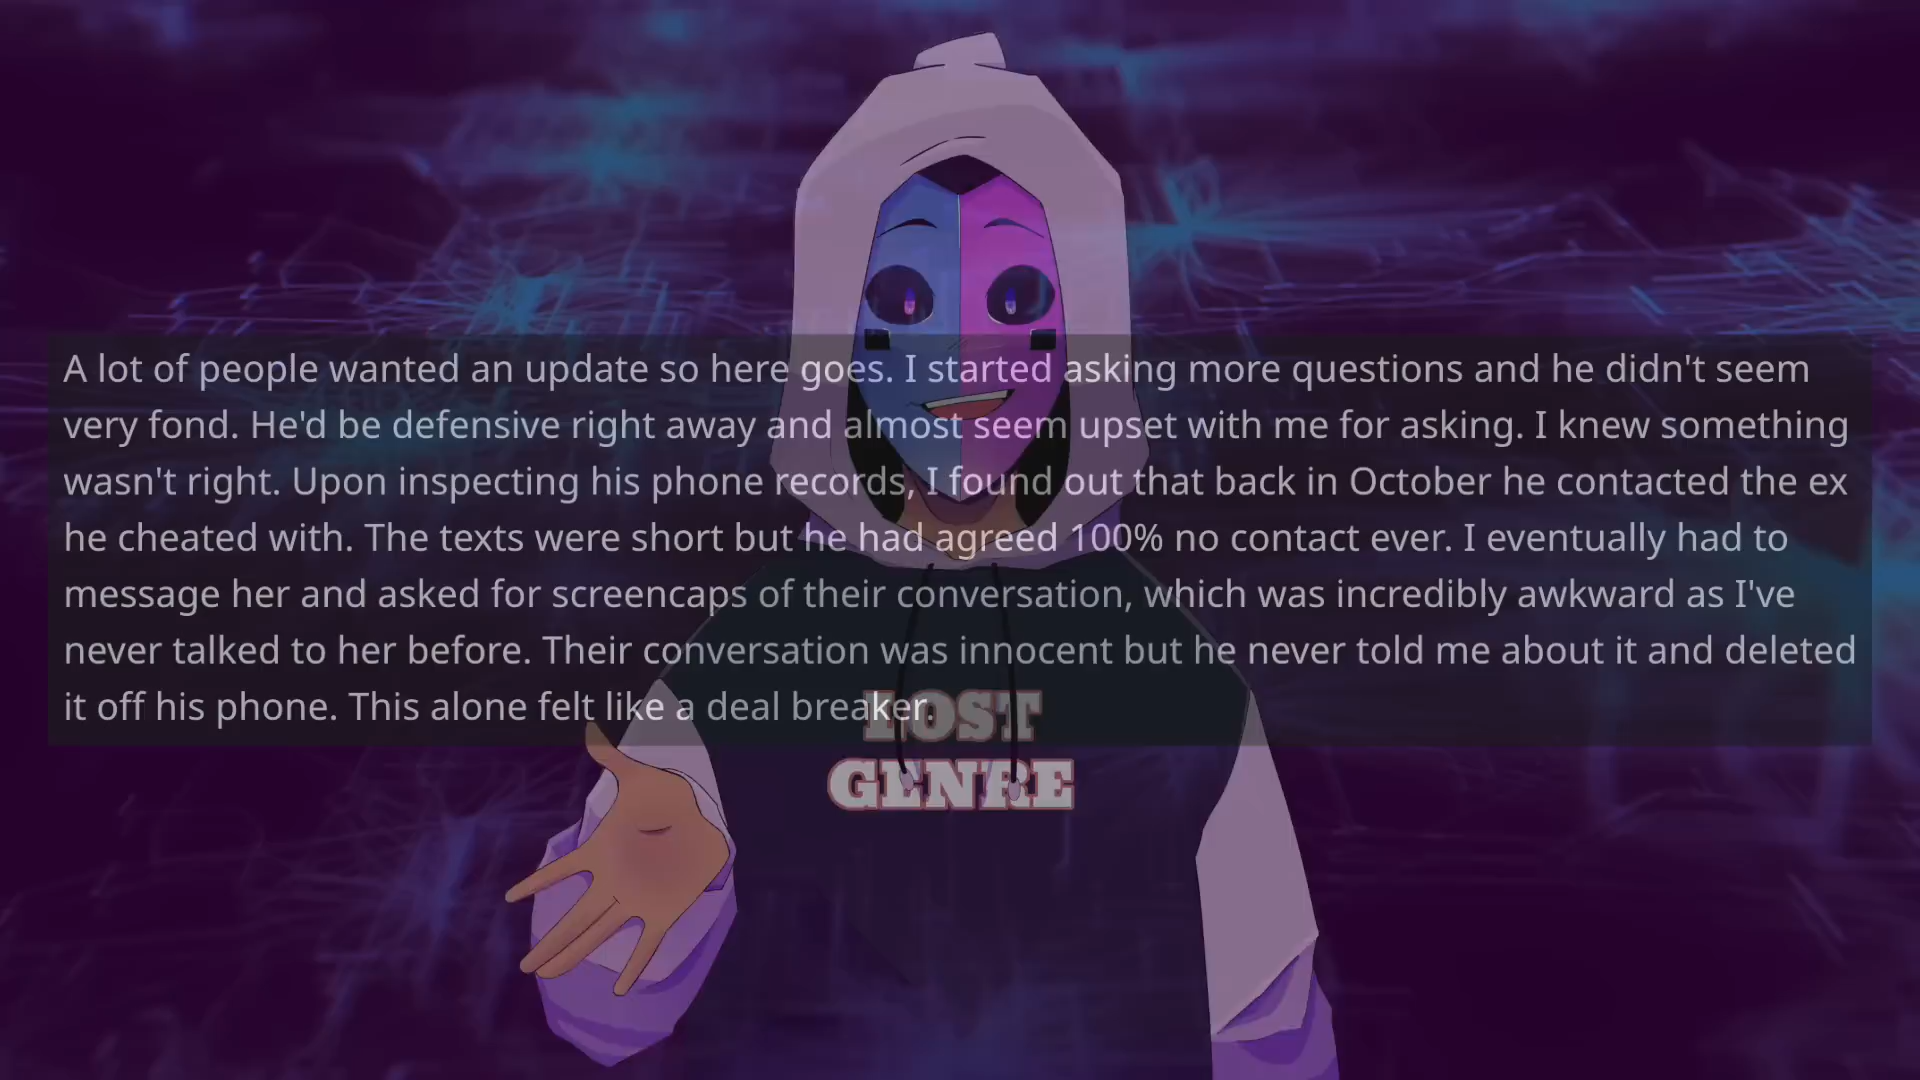 A lot of people wanted an update so here goes. I started asking more questions and he didn't seem
very fond. He'd be defensive right away and almost seem upset with me for asking. I knew something
wasn't right. Upon inspecting his phone records, I found out that back in October he contacted the ex
he cheated with. The texts were short but he had agreed 100% no contact ever. I eventually had to
message her and asked for screencaps of their conversation, which was incredibly awkward as I've
never talked to her before. Their conversation was innocent but he never told me about it and deleted
it off his phone. This alone felt like a deal breaker.
LOST
GENRE